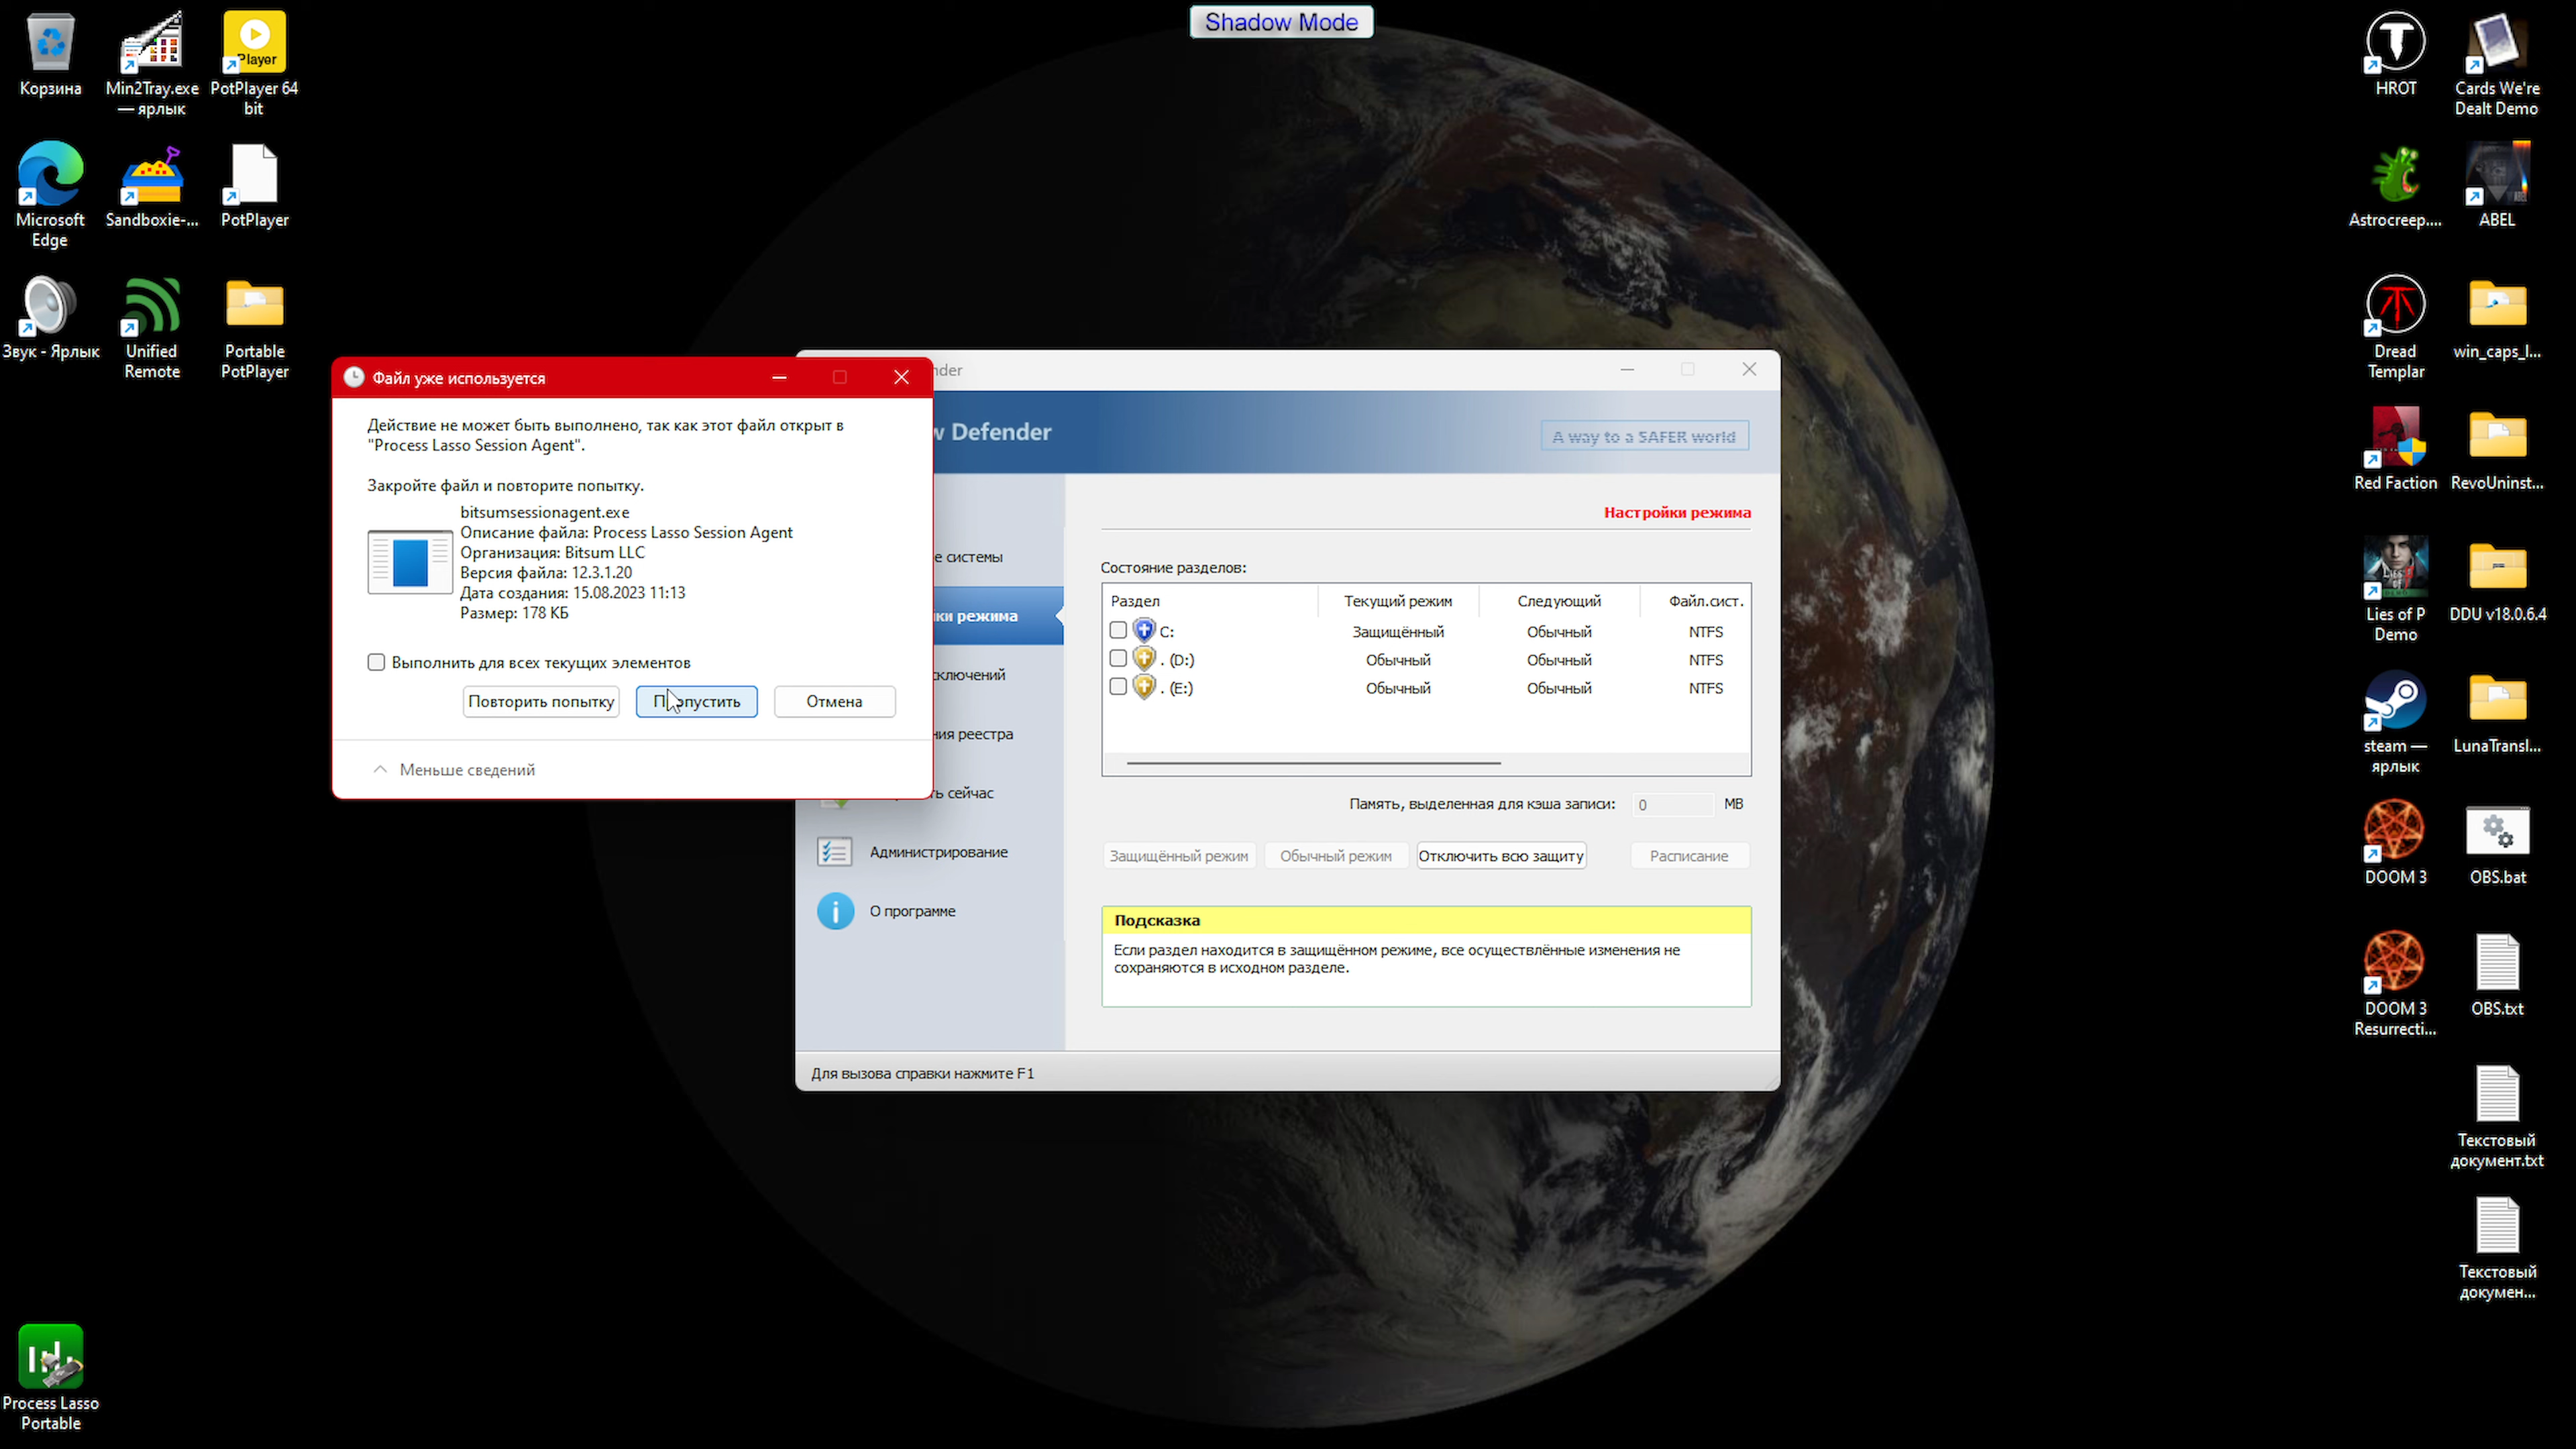 Shadow Mode
Корзина
Min2Tray.exe
— ярлык
Player
PotPlayer 64
bit
Microsoft
Edge
Sandboxie-...
PotPlayer
Звук - Ярлык
Unified
Remote
Portable
PotPlayer
HROT
Cards We're
Dealt Demo
Astrocreep....
ABEL
Dread
Templar
win_caps_l...
Red Faction
RevoUninst...
Lies of P
Demo
DDU v18.0.6.4
steam —
ярлык
LunaTransl...
DOOM 3
OBS.bat
DOOM 3
Resurrecti...
OBS.txt
Текстовый
документ.txt
Текстовый
докумен...
Process Lasso
Portable
Файл уже используется
Действие не может быть выполнено, так как этот файл открыт в
"Process Lasso Session Agent".
Закройте файл и повторите попытку.
bitsumsessionagent.exe
Описание файла: Process Lasso Session Agent
Организация: Bitsum LLC
Версия файла: 12.3.1.20
Дата создания: 15.08.2023 11:13
Размер: 178 КБ
Выполнить для всех текущих элементов
Повторить попытку
Пропустить
Отмена
Меньше сведений
nder
w Defender
A way to a SAFER world
е системы
ки режима
сключений
ния реестра
ть сейчас
Администрирование
О программе
Настройки режима
Состояние разделов:
Раздел Текущий режим Следующий Файл.сист.
C: Защищённый Обычный NTFS
. (D:) Обычный Обычный NTFS
. (E:) Обычный Обычный NTFS
Память, выделенная для кэша записи: 0 MB
Защищённый режим
Обычный режим
Отключить всю защиту
Расписание
Подсказка
Если раздел находится в защищённом режиме, все осуществлённые изменения не
сохраняются в исходном разделе.
Для вызова справки нажмите F1